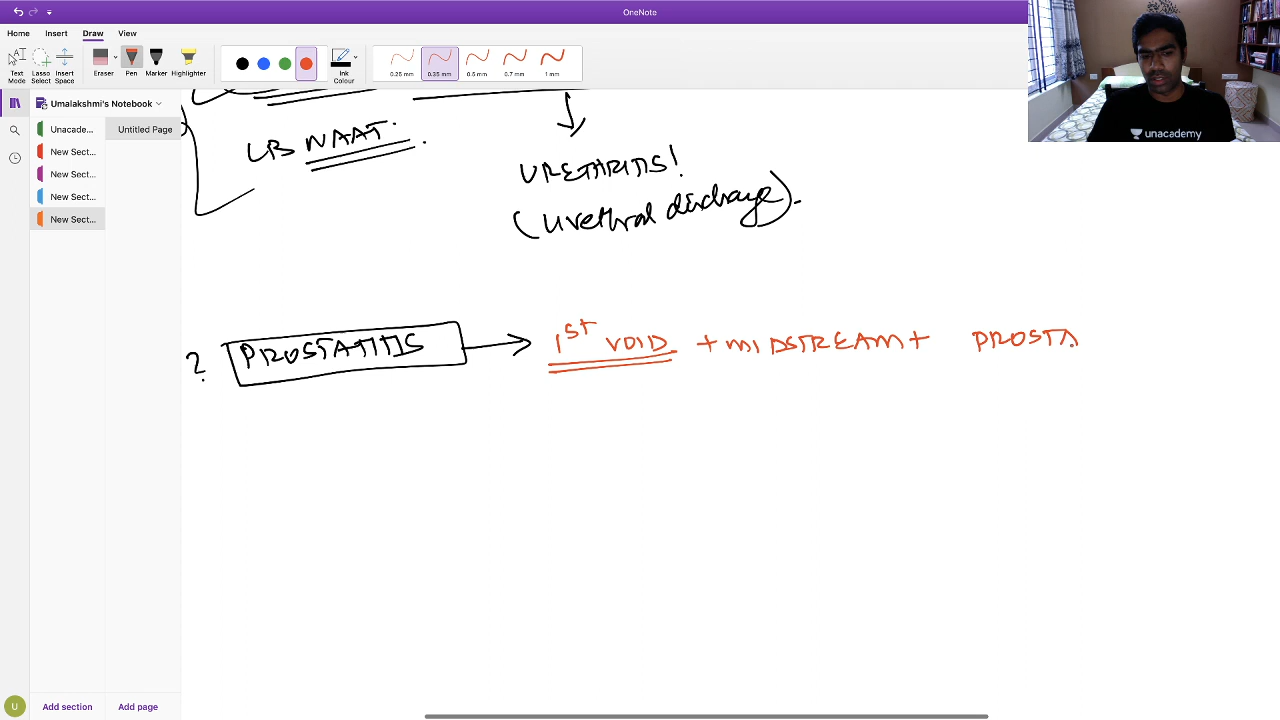 OneNote
Home Insert Draw View
Text Mode Lasso Select Insert Space Eraser Pen Marker Highlighter Ink Colour 0.25 mm 0.35 mm 0.5 mm 0.7 mm 1 mm
unacademy
Umalakshmi's Notebook
Unacade...
New Sect...
New Sect...
New Sect...
New Sect...
Untitled Page
NAAT.
URETHRITIS!
(urethral discharge).
? PROSTATITIS → 1st VOID + MIDSTREAM + PROSTA
U Add section Add page